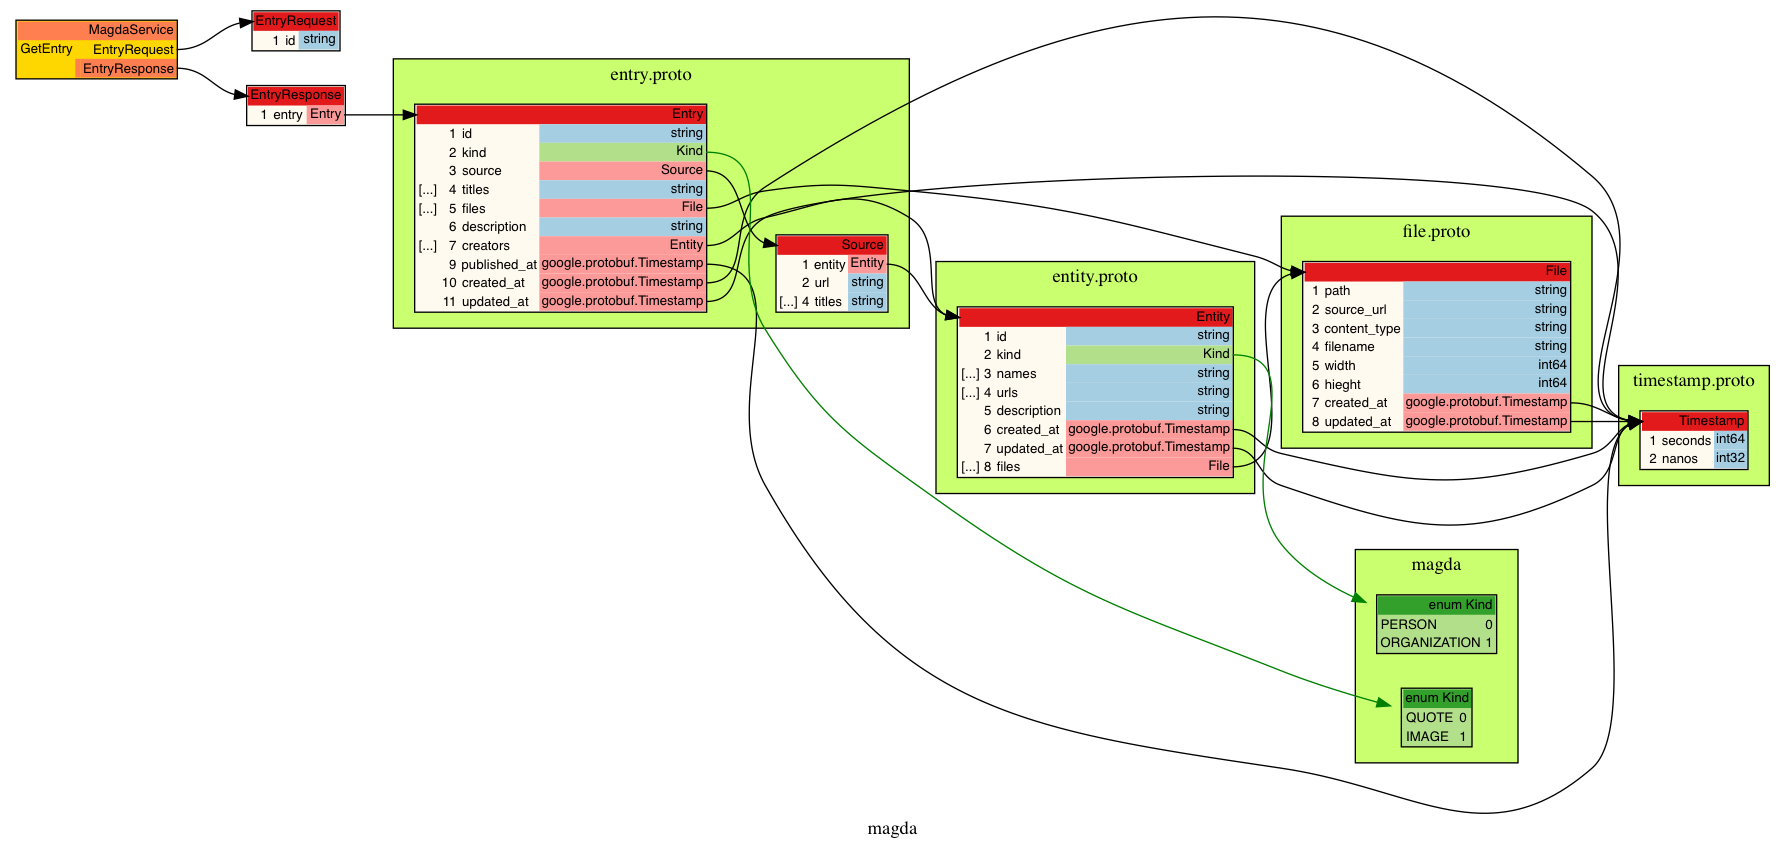 MagdaService
GetEntry EntryRequest
EntryResponse
EntryRequest
1 id string
EntryResponse
1 entry Entry
entry.proto
Entry
1 id string
2 kind Kind
3 source Source
[...] 4 titles string
[...] 5 files File
6 description string
[...] 7 creators Entity
9 published_at google.protobuf.Timestamp
10 created_at google.protobuf.Timestamp
11 updated_at google.protobuf.Timestamp
Source
1 entity Entity
2 url string
[...] 4 titles string
entity.proto
Entity
1 id string
2 kind Kind
[...] 3 names string
[...] 4 urls string
5 description string
6 created_at google.protobuf.Timestamp
7 updated_at google.protobuf.Timestamp
[...] 8 files File
file.proto
File
1 path string
2 source_url string
3 content_type string
4 filename string
5 width int64
6 hieght int64
7 created_at google.protobuf.Timestamp
8 updated_at google.protobuf.Timestamp
timestamp.proto
Timestamp
1 seconds int64
2 nanos int32
magda
enum Kind
PERSON 0
ORGANIZATION 1
enum Kind
QUOTE 0
IMAGE 1
magda